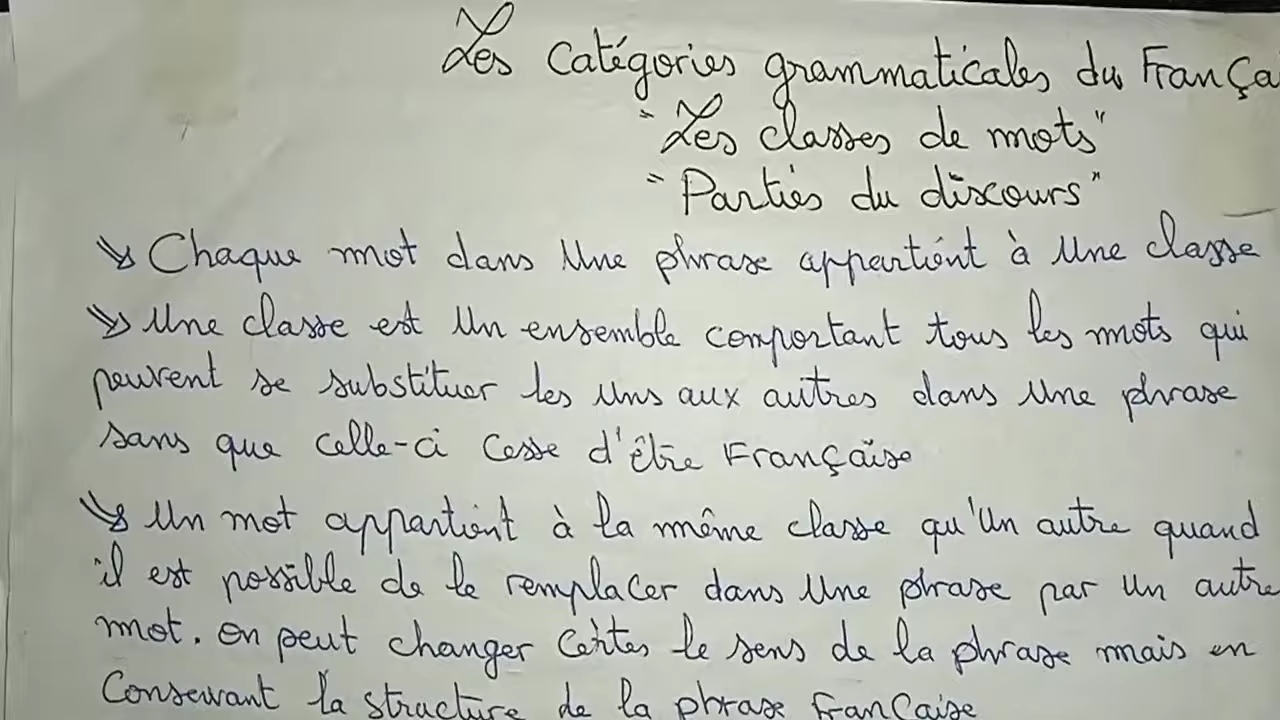 Les Catégories grammaticales du França
"Les classes de mots"
"Parties du discours"
Chaque mot dans Une phrase appartient à Une classe
Une classe est Un ensemble comportant tous les mots qui
peuvent se substituer les Uns aux autres dans Une phrase
sans que celle-ci cesse d'être Française
Un mot appartient à la même classe qu'Un autre quand
il est possible de le remplacer dans Une phrase par Un autre
mot. On peut changer Certes le sens de la phrase mais en
Conservant la structure de la phrase Française